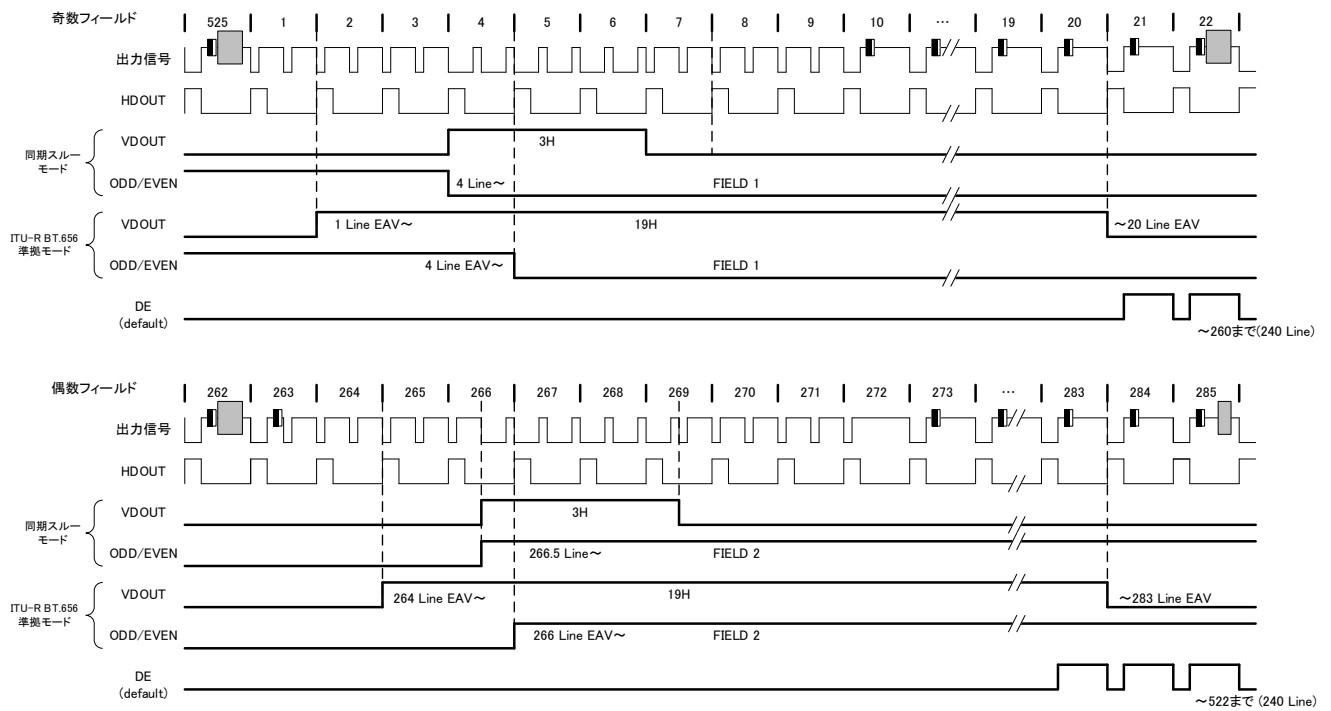 奇数フィールド 525 1 2 3 4 5 6 7 8 9 10 … 19 20 21 22
出力信号
HDOUT
同期スルーモード
VDOUT 3H
ODD/EVEN 4 Line~ FIELD 1
ITU-R BT.656
準拠モード
VDOUT 1 Line EAV~ 19H ~20 Line EAV
ODD/EVEN 4 Line EAV~ FIELD 1
DE
(default)
~260まで(240 Line)
偶数フィールド 262 263 264 265 266 267 268 269 270 271 272 273 … 283 284 285
出力信号
HDOUT
同期スルー
モード
VDOUT 3H
ODD/EVEN 266.5 Line~ FIELD 2
ITU-R BT.656
準拠モード
VDOUT 264 Line EAV~ 19H ~283 Line EAV
ODD/EVEN 266 Line EAV~ FIELD 2
DE
(default)
~522まで (240 Line)